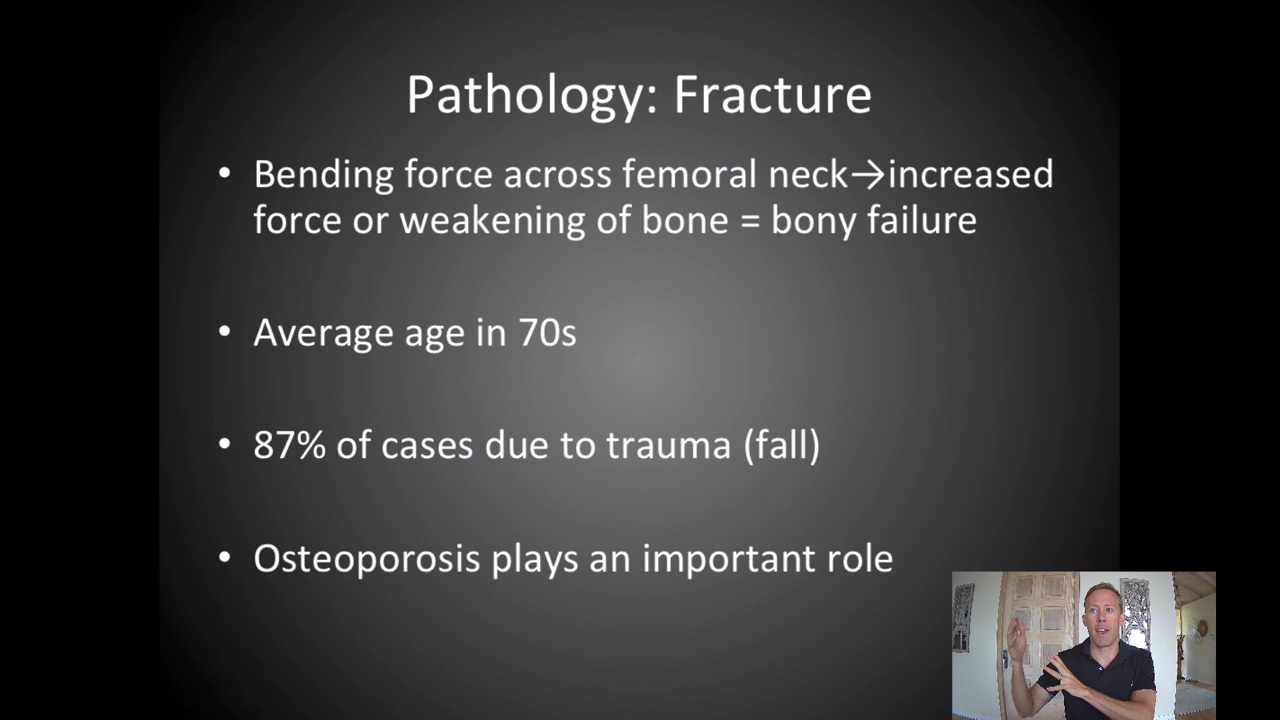 Pathology: Fracture
• Bending force across femoral neck→increased
force or weakening of bone = bony failure
• Average age in 70s
• 87% of cases due to trauma (fall)
• Osteoporosis plays an important role